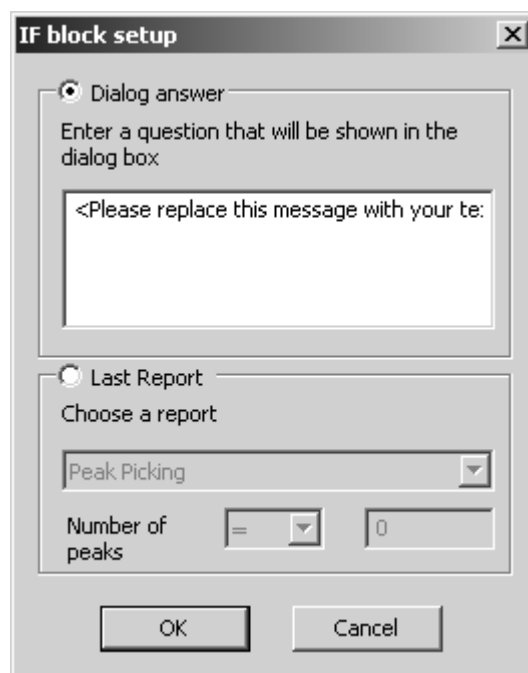 IF block setup
Dialog answer
Enter a question that will be shown in the
dialog box
<Please replace this message with your te:
Last Report
Choose a report
Peak Picking
Number of
peaks
=
0
OK
Cancel